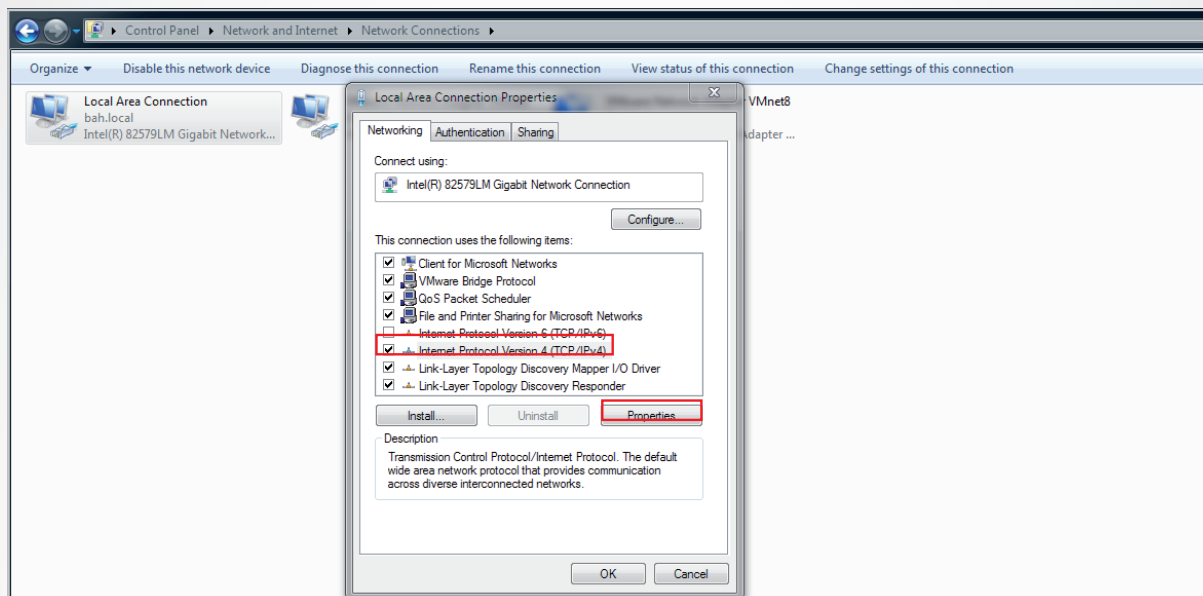 Control Panel Network and Internet Network Connections
Organize Disable this network device Diagnose this connection Rename this connection View status of this connection Change settings of this connection
Local Area Connection
bah.local
Intel(R) 82579LM Gigabit Network...
VMnet8
Adapter ...
Local Area Connection Properties
Networking Authentication Sharing
Connect using:
Intel(R) 82579LM Gigabit Network Connection
Configure...
This connection uses the following items:
Client for Microsoft Networks
VMware Bridge Protocol
QoS Packet Scheduler
File and Printer Sharing for Microsoft Networks
Internet Protocol Version 6 (TCP/IPv6)
Internet Protocol Version 4 (TCP/IPv4)
Link-Layer Topology Discovery Mapper I/O Driver
Link-Layer Topology Discovery Responder
Install... Uninstall Properties
Description
Transmission Control Protocol/Internet Protocol. The default
wide area network protocol that provides communication
across diverse interconnected networks.
OK Cancel